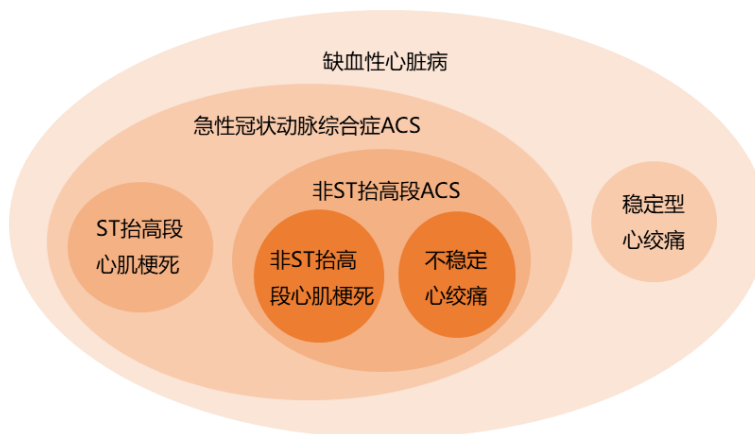 缺血性心脏病
急性冠状动脉综合症ACS
非ST抬高段ACS
ST抬高段
心肌梗死
非ST抬高
段心肌梗死
不稳定
心绞痛
稳定型
心绞痛